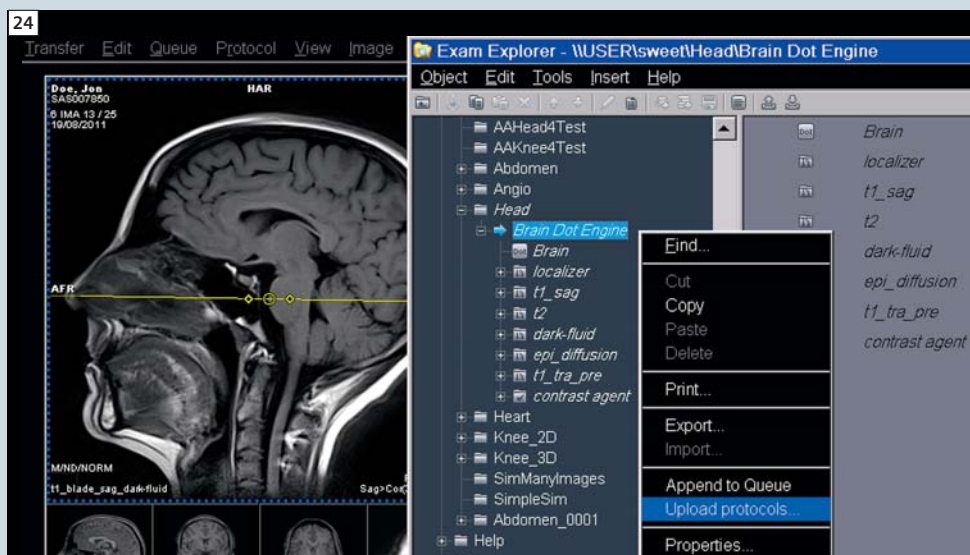 24
Transfer Edit Queue Protocol View Image
Doe, Jon
SAS007850
6 IMA 13 / 25
19/08/2011
HAR
AFR
M/ND/NORM
t1_blade_sag_dark-fluid
Sag>Cor
Exam Explorer - \\USER\sweet\Head\Brain Dot Engine
Object Edit Tools Insert Help
AAHead4Test
AAKnee4Test
Abdomen
Angio
Head
Brain Dot Engine
Dot Brain
localizer
t1_sag
t2
dark-fluid
epi_diffusion
t1_tra_pre
contrast agent
Heart
Knee_2D
Knee_3D
SimManyImages
SimpleSim
Abdomen_0001
Help
Find...
Cut
Copy
Paste
Delete
Print...
Export...
Import...
Append to Queue
Upload protocols...
Properties...
Dot Brain
localizer
t1_sag
t2
dark-fluid
epi_diffusion
t1_tra_pre
contrast agent